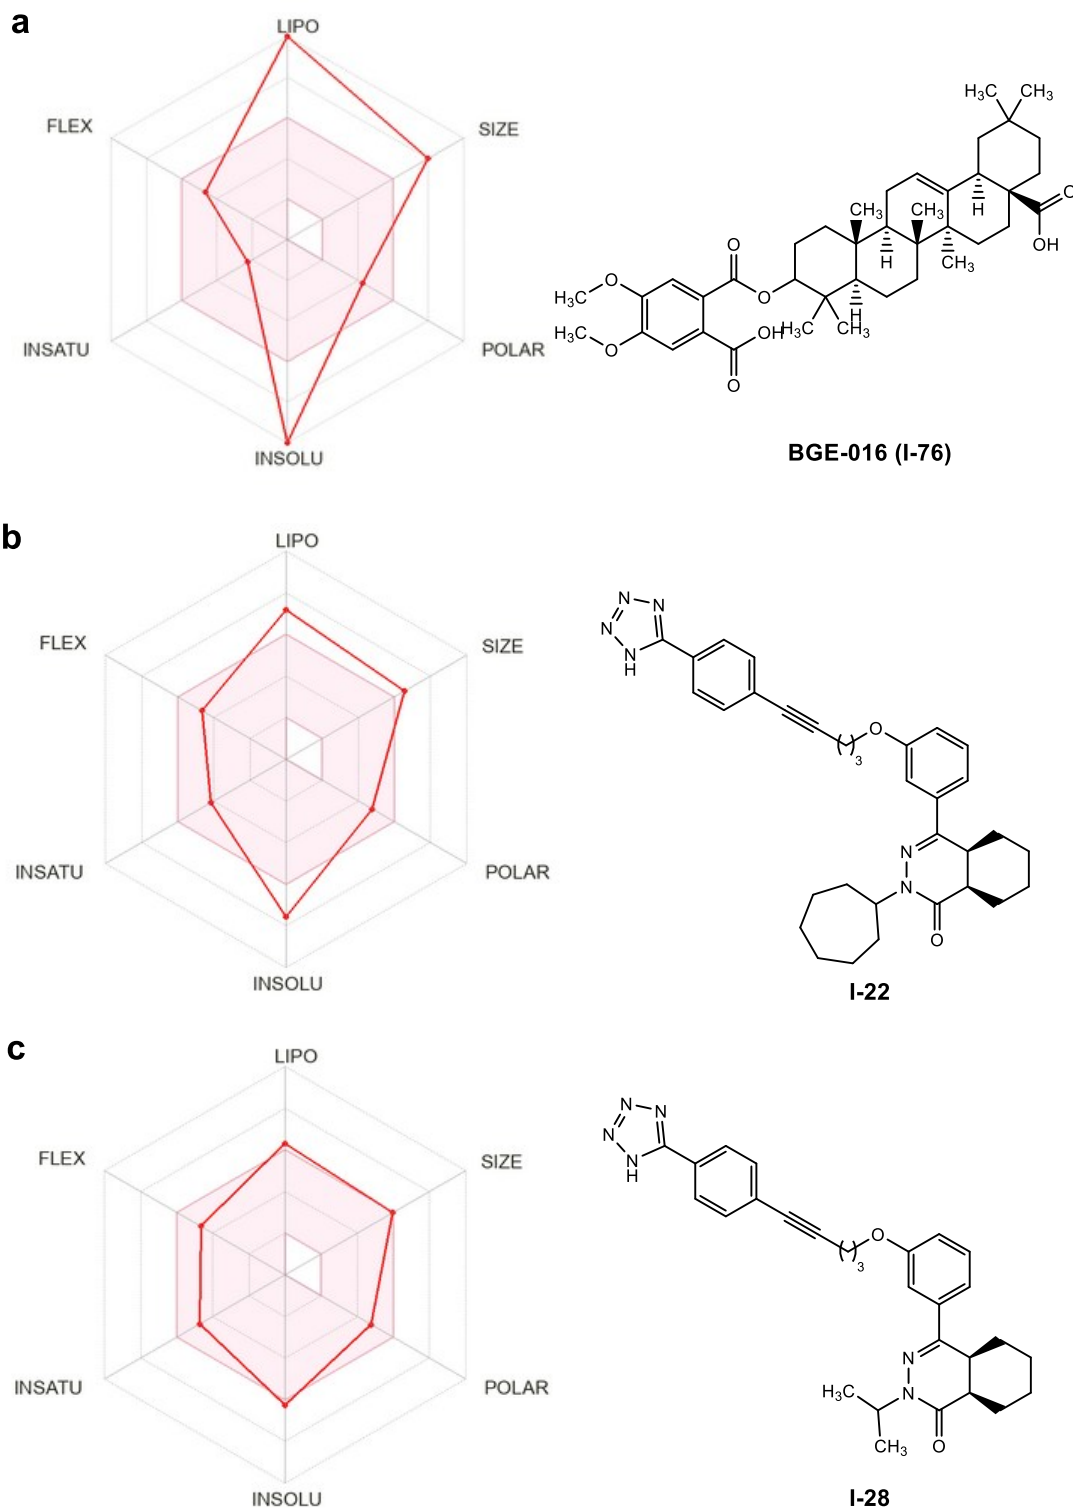 a
LIPO
FLEX
SIZE
INSATU
POLAR
INSOLU
H₃C
CH₃
H
O
OH
CH₃
CH₃
H
CH₃
O
O
H
H₃C
O
H₃C
O
OH
H₃C
CH₃
O
BGE-016 (I-76)
b
LIPO
FLEX
SIZE
INSATU
POLAR
INSOLU
N
N
N
N
H
O
3
N
N
O
I-22
c
LIPO
FLEX
SIZE
INSATU
POLAR
INSOLU
N
N
N
N
H
O
3
N
N
H₃C
CH₃
O
I-28